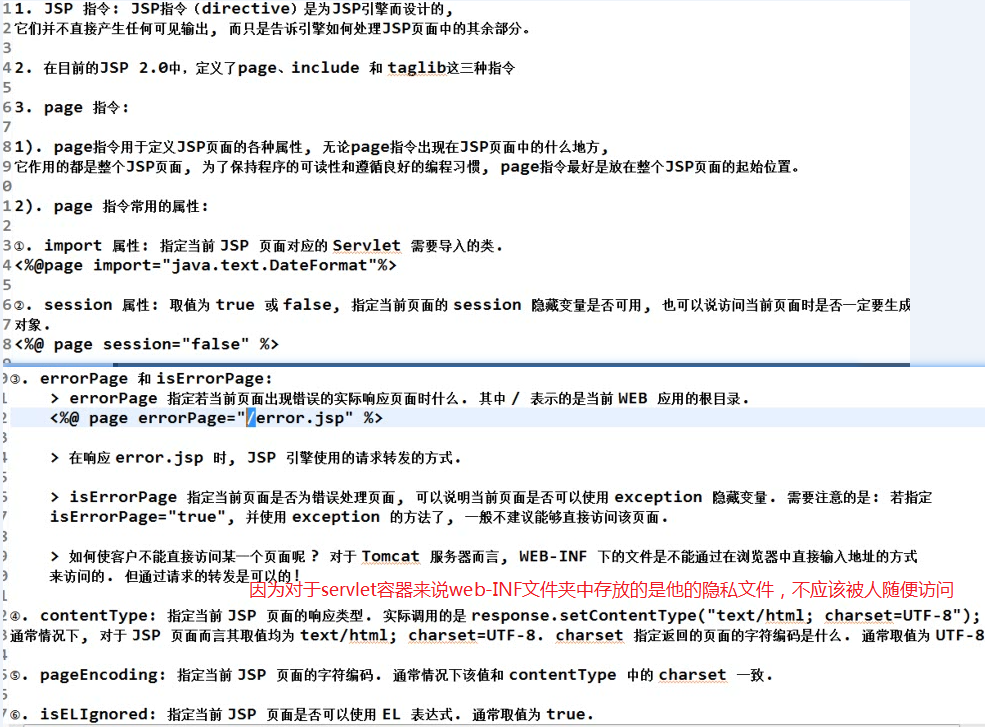 1. JSP 指令: JSP指令（directive）是为JSP引擎而设计的,
它们并不直接产生任何可见输出, 而只是告诉引擎如何处理JSP页面中的其余部分。
2. 在目前的JSP 2.0中，定义了page、include 和 taglib这三种指令
3. page 指令:
1). page指令用于定义JSP页面的各种属性, 无论page指令出现在JSP页面中的什么地方,
它作用的都是整个JSP页面, 为了保持程序的可读性和遵循良好的编程习惯, page指令最好是放在整个JSP页面的起始位置。
2). page 指令常用的属性:
①. import 属性: 指定当前 JSP 页面对应的 Servlet 需要导入的类.
<%@page import="java.text.DateFormat"%>
②. session 属性: 取值为 true 或 false, 指定当前页面的 session 隐藏变量是否可用, 也可以说访问当前页面时是否一定要生成
对象.
<%@ page session="false" %>
③. errorPage 和 isErrorPage:
> errorPage 指定若当前页面出现错误的实际响应页面时什么. 其中 / 表示的是当前 WEB 应用的根目录.
<%@ page errorPage="/error.jsp" %>
> 在响应 error.jsp 时, JSP 引擎使用的请求转发的方式.
> isErrorPage 指定当前页面是否为错误处理页面, 可以说明当前页面是否可以使用 exception 隐藏变量. 需要注意的是: 若指定
isErrorPage="true", 并使用 exception 的方法了, 一般不建议能够直接访问该页面.
> 如何使客户不能直接访问某一个页面呢 ? 对于 Tomcat 服务器而言, WEB-INF 下的文件是不能通过在浏览器中直接输入地址的方式
来访问的. 但通过请求的转发是可以的!
因为对于servlet容器来说web-INF文件夹中存放的是他的隐私文件，不应该被人随便访问
④. contentType: 指定当前 JSP 页面的响应类型. 实际调用的是 response.setContentType("text/html; charset=UTF-8");
通常情况下, 对于 JSP 页面而言其取值均为 text/html; charset=UTF-8. charset 指定返回的页面的字符编码是什么. 通常取值为 UTF-8
⑤. pageEncoding: 指定当前 JSP 页面的字符编码. 通常情况下该值和 contentType 中的 charset 一致.
⑥. isELIgnored: 指定当前 JSP 页面是否可以使用 EL 表达式. 通常取值为 true.